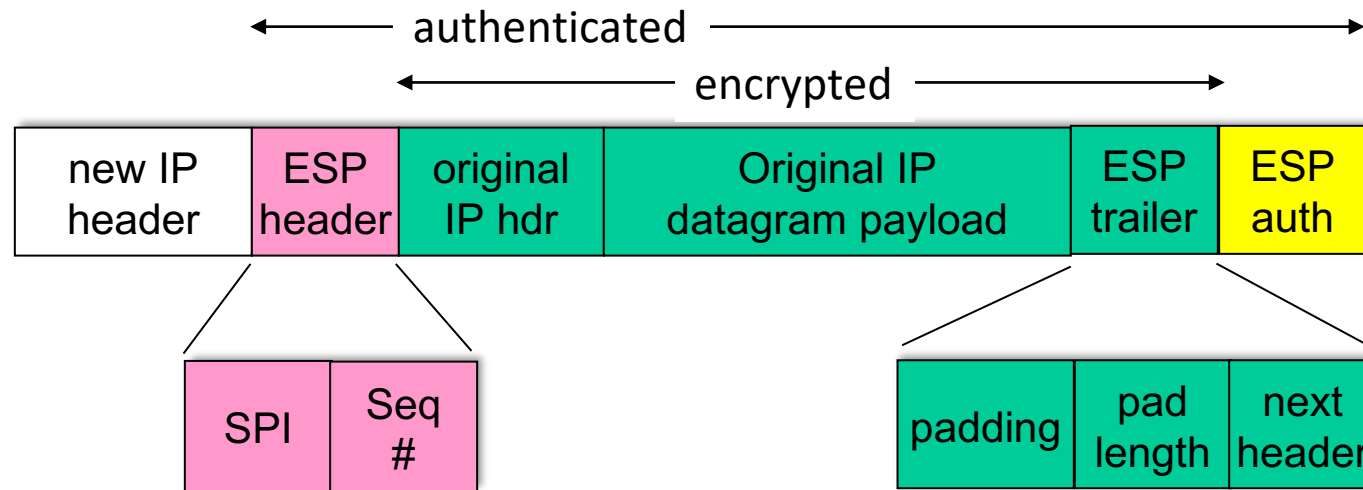 authenticated
encrypted
new IP header
ESP header
original IP hdr
Original IP datagram payload
ESP trailer
ESP auth
SPI
Seq #
padding
pad length
next header